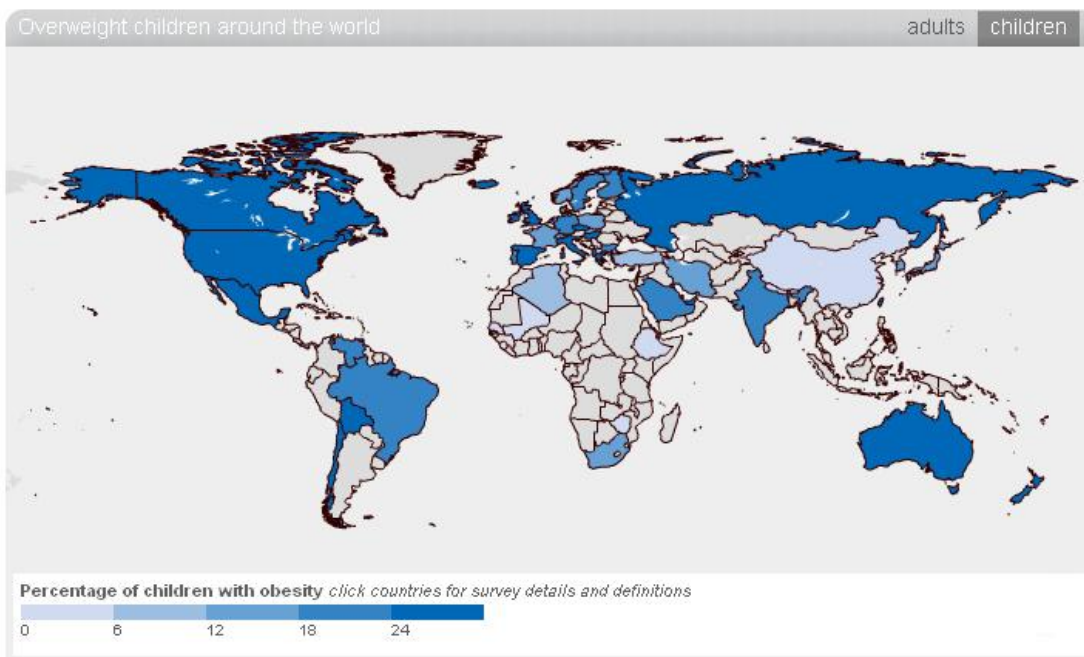 Overweight children around the world adults children
Percentage of children with obesity click countries for survey details and definitions
0 6 12 18 24